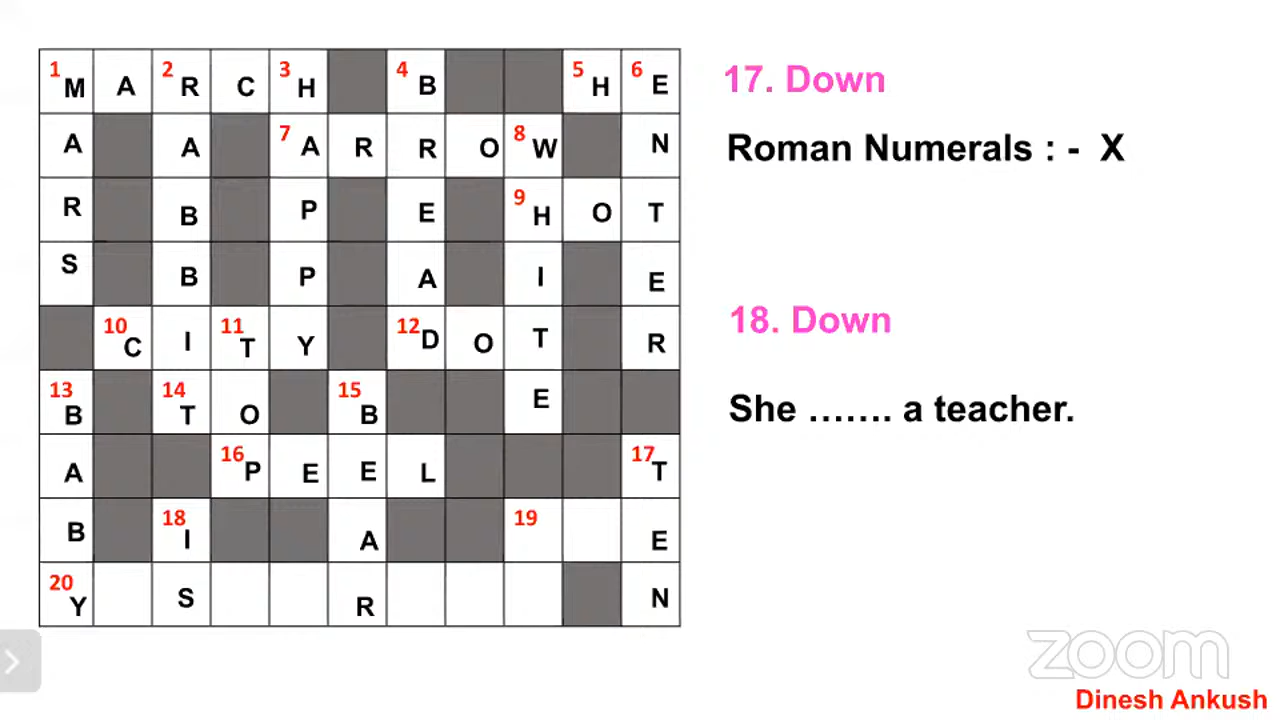 1 M A 2 R C 3 H 4 B 5 H 6 E
A A 7 A R R O 8 W N
R B P E 9 H O T
S B P A I E
10 C I 11 T Y 12 D O T R
13 B 14 T O 15 B E
A 16 P E E L 17 T
B 18 I A 19 E
20 Y S R N
17. Down
Roman Numerals : - X
18. Down
She ....... a teacher.
zoom
Dinesh Ankush